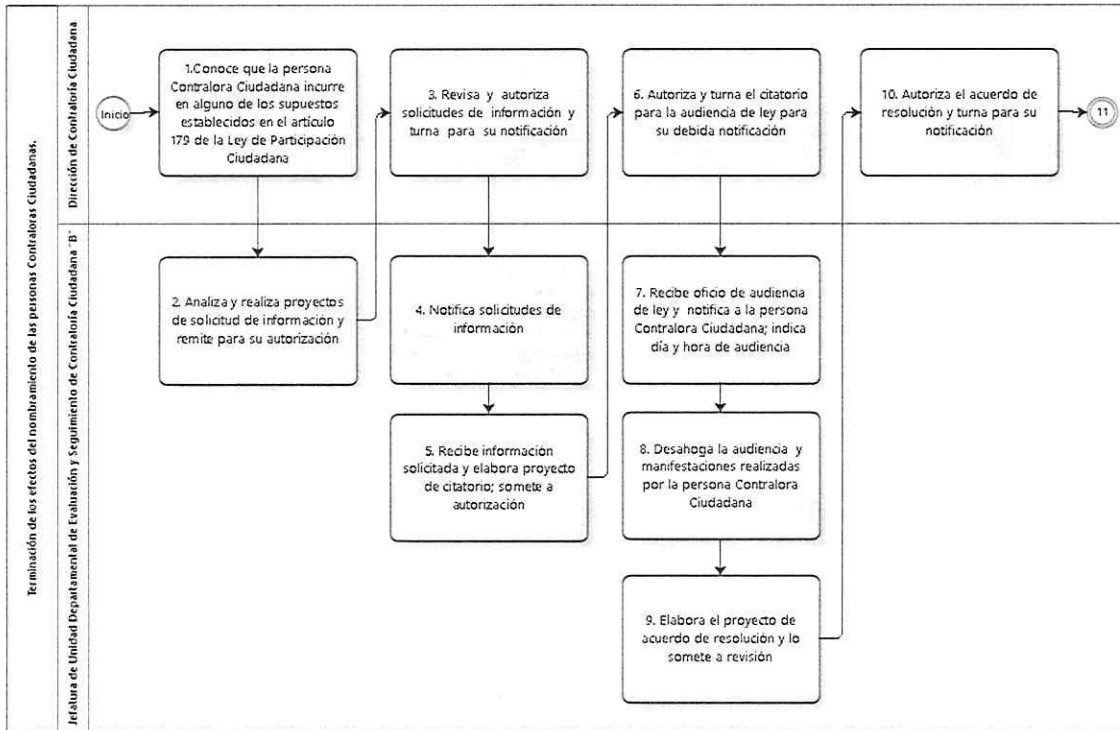 Terminación de los efectos del nombramiento de las personas Contraloras Ciudadanas.
Dirección de Contraloría Ciudadana
Inicio
1.Conoce que la persona
Contralora Ciudadana incurre
en alguno de los supuestos
establecidos en el artículo
179 de la Ley de Participación
Ciudadana
3. Revisa y autoriza
solicitudes de información y
turna para su notificación
6. Autoriza y turna el citatorio
para la audiencia de ley para
su debida notificación
10. Autoriza el acuerdo de
resolución y turna para su
notificación
11
Jefatura de Unidad Departamental de Evaluación y Seguimiento de Contraloría Ciudadana "B"
2. Analiza y realiza proyectos
de solicitud de información y
remite para su autorización
4. Notifica solicitudes de
información
5. Recibe información
solicitada y elabora proyecto
de citatorio; somete a
autorización
7. Recibe oficio de audiencia
de ley y notifica a la persona
Contralora Ciudadana; indica
día y hora de audiencia
8. Desahoga la audiencia y
manifestaciones realizadas
por la persona Contralora
Ciudadana
9. Elabora el proyecto de
acuerdo de resolución y lo
somete a revisión